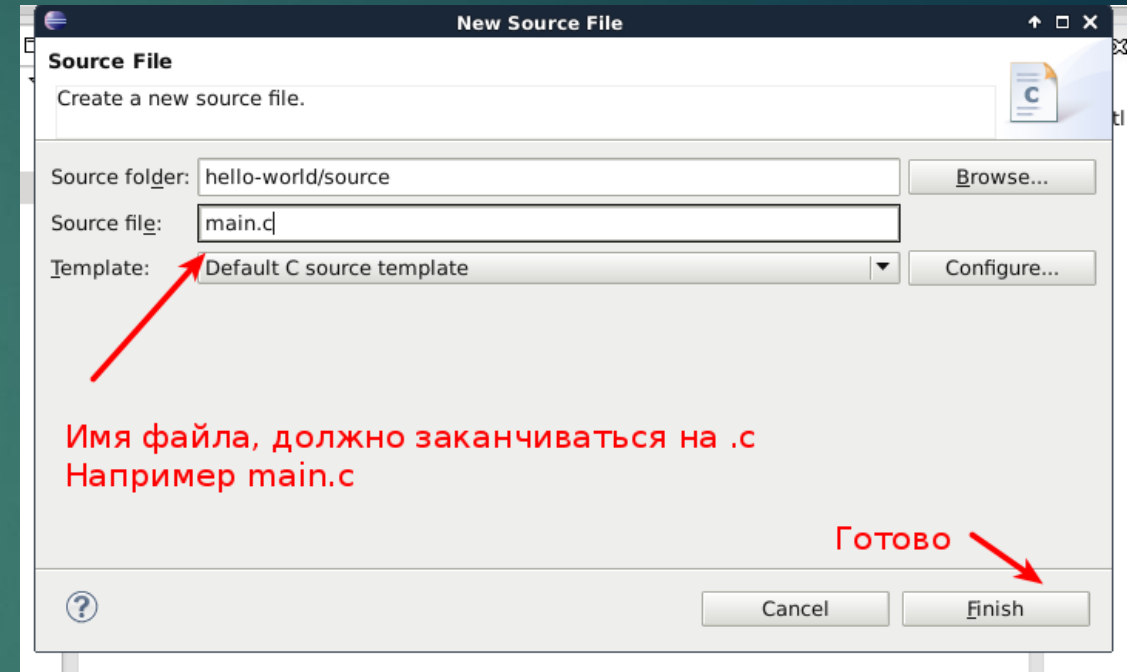 New Source File
Source File
Create a new source file.
C
tl
Source folder: hello-world/source Browse...
Source file: main.c
Template: Default C source template Configure...
Имя файла, должно заканчиваться на .c
Например main.c
Готово
? Cancel Finish